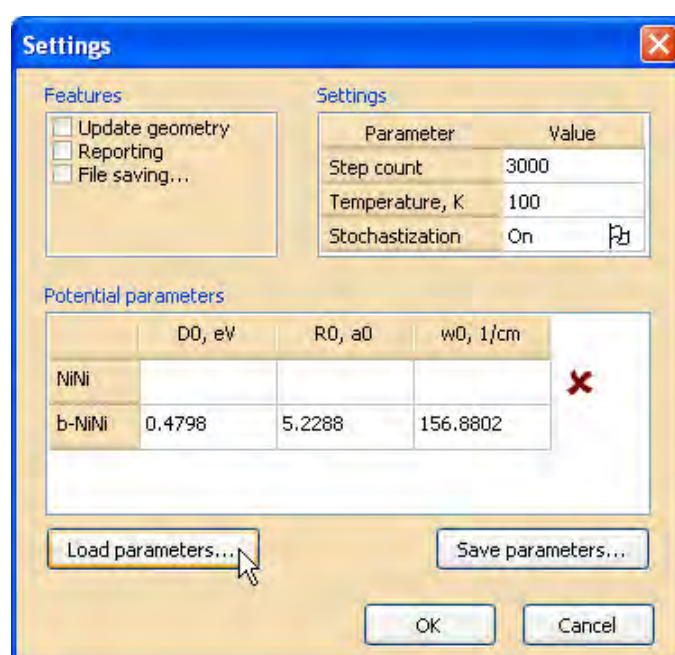 Settings
Features
Update geometry
Reporting
File saving...
Settings
Parameter Value
Step count 3000
Temperature, K 100
Stochastization On
Potential parameters
D0, eV R0, a0 w0, 1/cm
NiNi
b-NiNi 0.4798 5.2288 156.8802
Load parameters... Save parameters...
OK Cancel